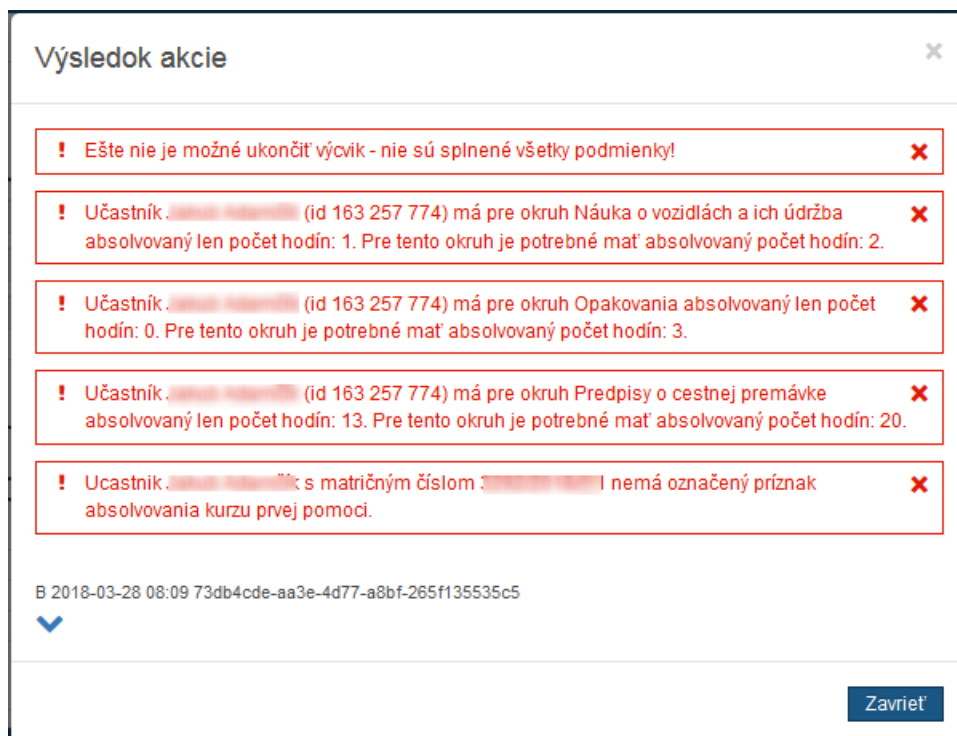 Výsledok akcie
Ešte nie je možné ukončiť výcvik - nie sú splnené všetky podmienky!
Učastník (id 163 257 774) má pre okruh Náuka o vozidlách a ich údržba
absolvovaný len počet hodín: 1. Pre tento okruh je potrebné mať absolvovaný počet hodín: 2.
Učastník (id 163 257 774) má pre okruh Opakovania absolvovaný len počet
hodín: 0. Pre tento okruh je potrebné mať absolvovaný počet hodín: 3.
Učastník (id 163 257 774) má pre okruh Predpisy o cestnej premávke
absolvovaný len počet hodín: 13. Pre tento okruh je potrebné mať absolvovaný počet hodín: 20.
Ucastnik s matričným číslom nemá označený príznak
absolvovania kurzu prvej pomoci.
B 2018-03-28 08:09 73db4cde-aa3e-4d77-a8bf-265f135535c5
Zavrieť